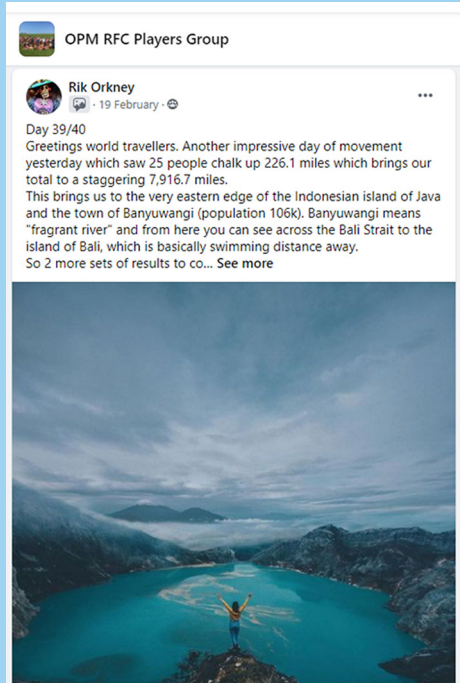 OPM RFC Players Group
Rik Orkney
· 19 February ·
Day 39/40
Greetings world travellers. Another impressive day of movement
yesterday which saw 25 people chalk up 226.1 miles which brings our
total to a staggering 7,916.7 miles.
This brings us to the very eastern edge of the Indonesian island of Java
and the town of Banyuwangi (population 106k). Banyuwangi means
"fragrant river" and from here you can see across the Bali Strait to the
island of Bali, which is basically swimming distance away.
So 2 more sets of results to co... See more